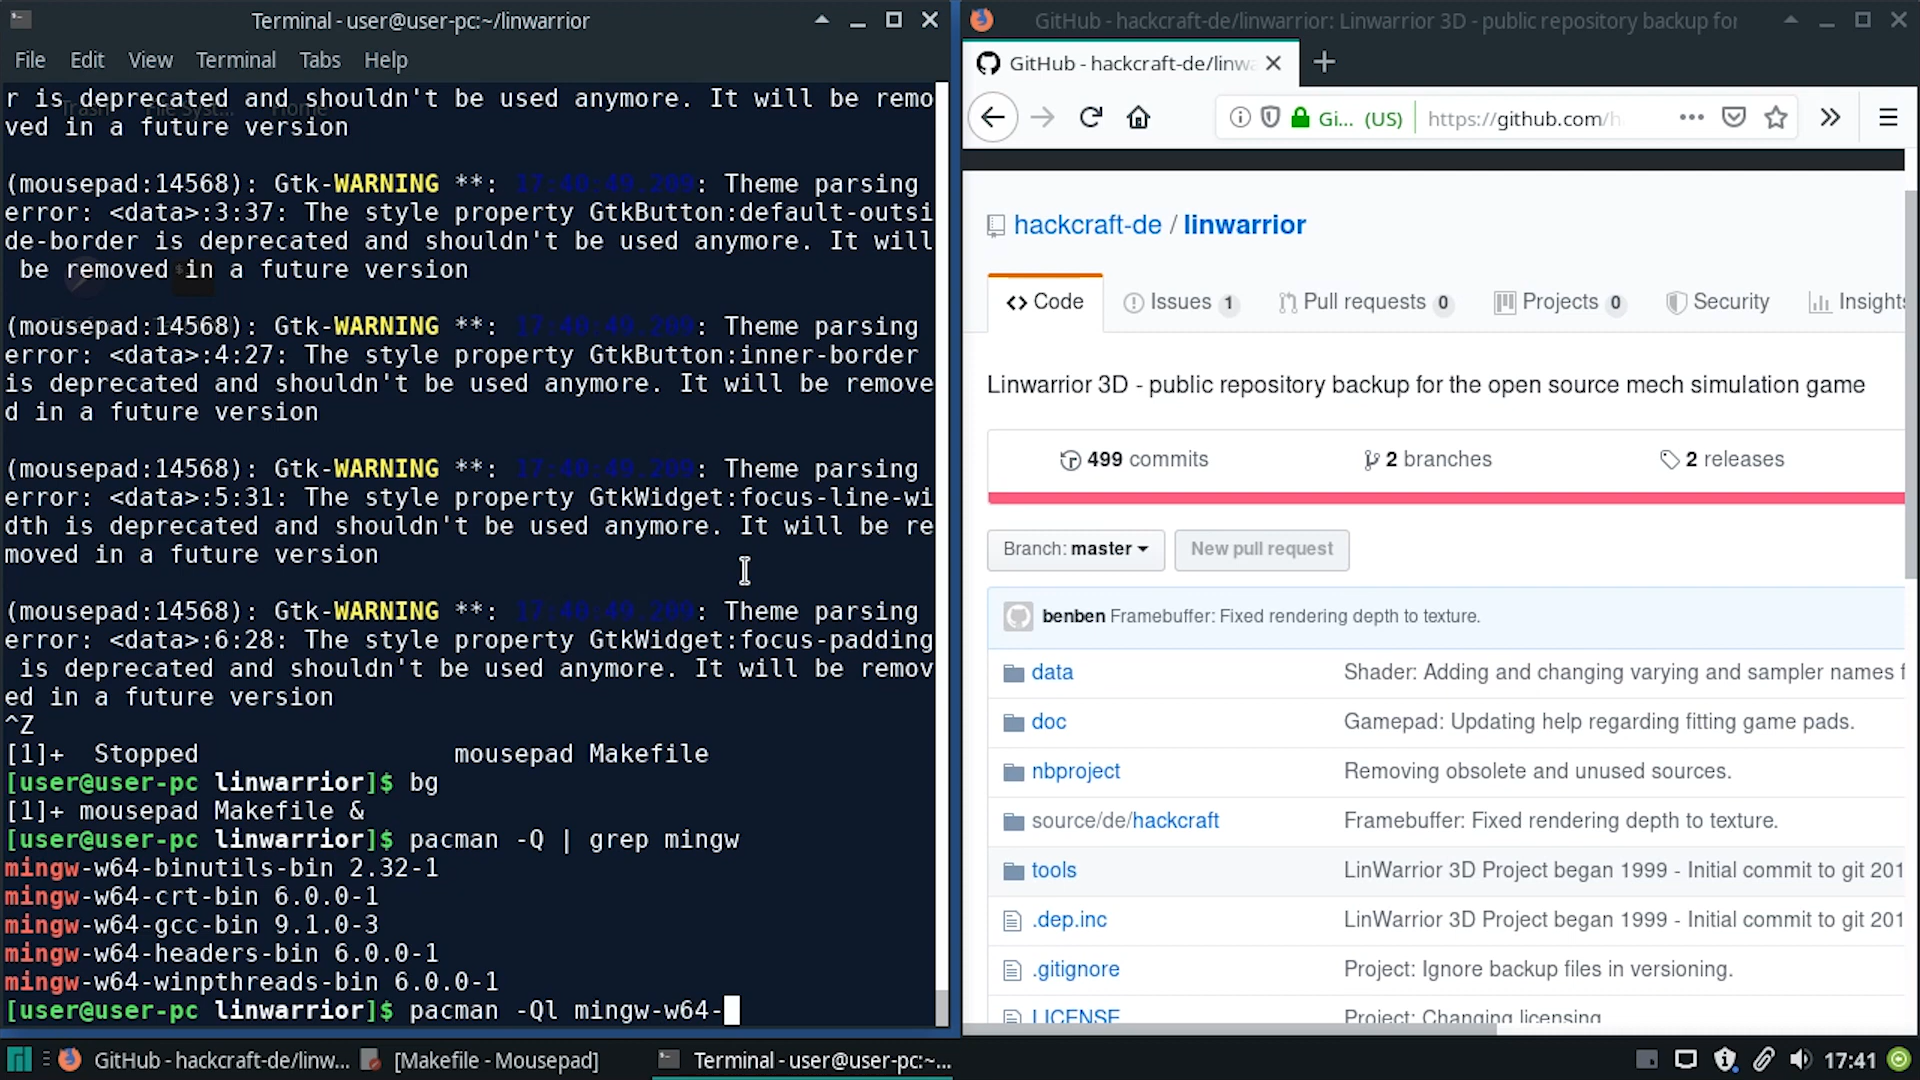 Terminal - user@user-pc:~/linwarrior
File Edit View Terminal Tabs Help
r is deprecated and shouldn't be used anymore. It will be remo
ved in a future version
(mousepad:14568): Gtk-WARNING **: 17:40:49.209: Theme parsing
error: <data>:3:37: The style property GtkButton:default-outsi
de-border is deprecated and shouldn't be used anymore. It will
be removed in a future version
(mousepad:14568): Gtk-WARNING **: 17:40:49.209: Theme parsing
error: <data>:4:27: The style property GtkButton:inner-border
is deprecated and shouldn't be used anymore. It will be remove
d in a future version
(mousepad:14568): Gtk-WARNING **: 17:40:49.209: Theme parsing
error: <data>:5:31: The style property GtkWidget:focus-line-wi
dth is deprecated and shouldn't be used anymore. It will be re
moved in a future version
(mousepad:14568): Gtk-WARNING **: 17:40:49.209: Theme parsing
error: <data>:6:28: The style property GtkWidget:focus-padding
is deprecated and shouldn't be used anymore. It will be remov
ed in a future version
^Z
[1]+  Stopped                 mousepad Makefile
[user@user-pc linwarrior]$ bg
[1]+ mousepad Makefile &
[user@user-pc linwarrior]$ pacman -Q | grep mingw
mingw-w64-binutils-bin 2.32-1
mingw-w64-crt-bin 6.0.0-1
mingw-w64-gcc-bin 9.1.0-3
mingw-w64-headers-bin 6.0.0-1
mingw-w64-winpthreads-bin 6.0.0-1
[user@user-pc linwarrior]$ pacman -Ql mingw-w64-
GitHub - hackcraft-de/linwarrior: Linwarrior 3D - public repository backup for
GitHub - hackcraft-de/linwa
Gi... (US) https://github.com/h
hackcraft-de / linwarrior
Code Issues 1 Pull requests 0 Projects 0 Security Insights
Linwarrior 3D - public repository backup for the open source mech simulation game
499 commits 2 branches 2 releases
Branch: master New pull request
benben Framebuffer: Fixed rendering depth to texture.
data Shader: Adding and changing varying and sampler names f
doc Gamepad: Updating help regarding fitting game pads.
nbproject Removing obsolete and unused sources.
source/de/hackcraft Framebuffer: Fixed rendering depth to texture.
tools LinWarrior 3D Project began 1999 - Initial commit to git 201
.dep.inc LinWarrior 3D Project began 1999 - Initial commit to git 201
.gitignore Project: Ignore backup files in versioning.
LICENSE Project: Changing licensing
GitHub - hackcraft-de/linw... [Makefile - Mousepad] Terminal - user@user-pc:~... 17:41